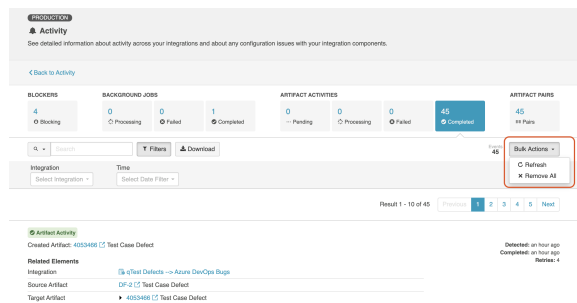 PRODUCTION
Activity
See detailed information about activity across your integrations and about any configuration issues with your integration components.
Back to Activity
BLOCKERS BACKGROUND JOBS ARTIFACT ACTIVITIES ARTIFACT PAIRS
4 0 0 1 0 0 0 45 45
Blocking Processing Failed Completed Pending Processing Failed Completed Pairs
Search Filters Download Events 45 Bulk Actions
Refresh
Remove All
Integration Time
Select Integration Select Date Filter
Result 1 - 10 of 45 Previous 1 2 3 4 5 Next
Artifact Activity
Created Artifact: 4053466 Test Case Defect
Detected: an hour ago
Completed: an hour ago
Retries: 4
Related Elements
Integration qTest Defects --> Azure DevOps Bugs
Source Artifact DF-2 Test Case Defect
Target Artifact 4053466 Test Case Defect